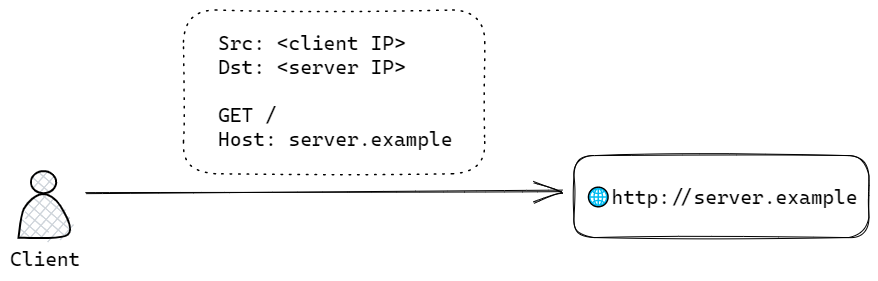 Src: <client IP>
Dst: <server IP>
GET /
Host: server.example
http://server.example
Client